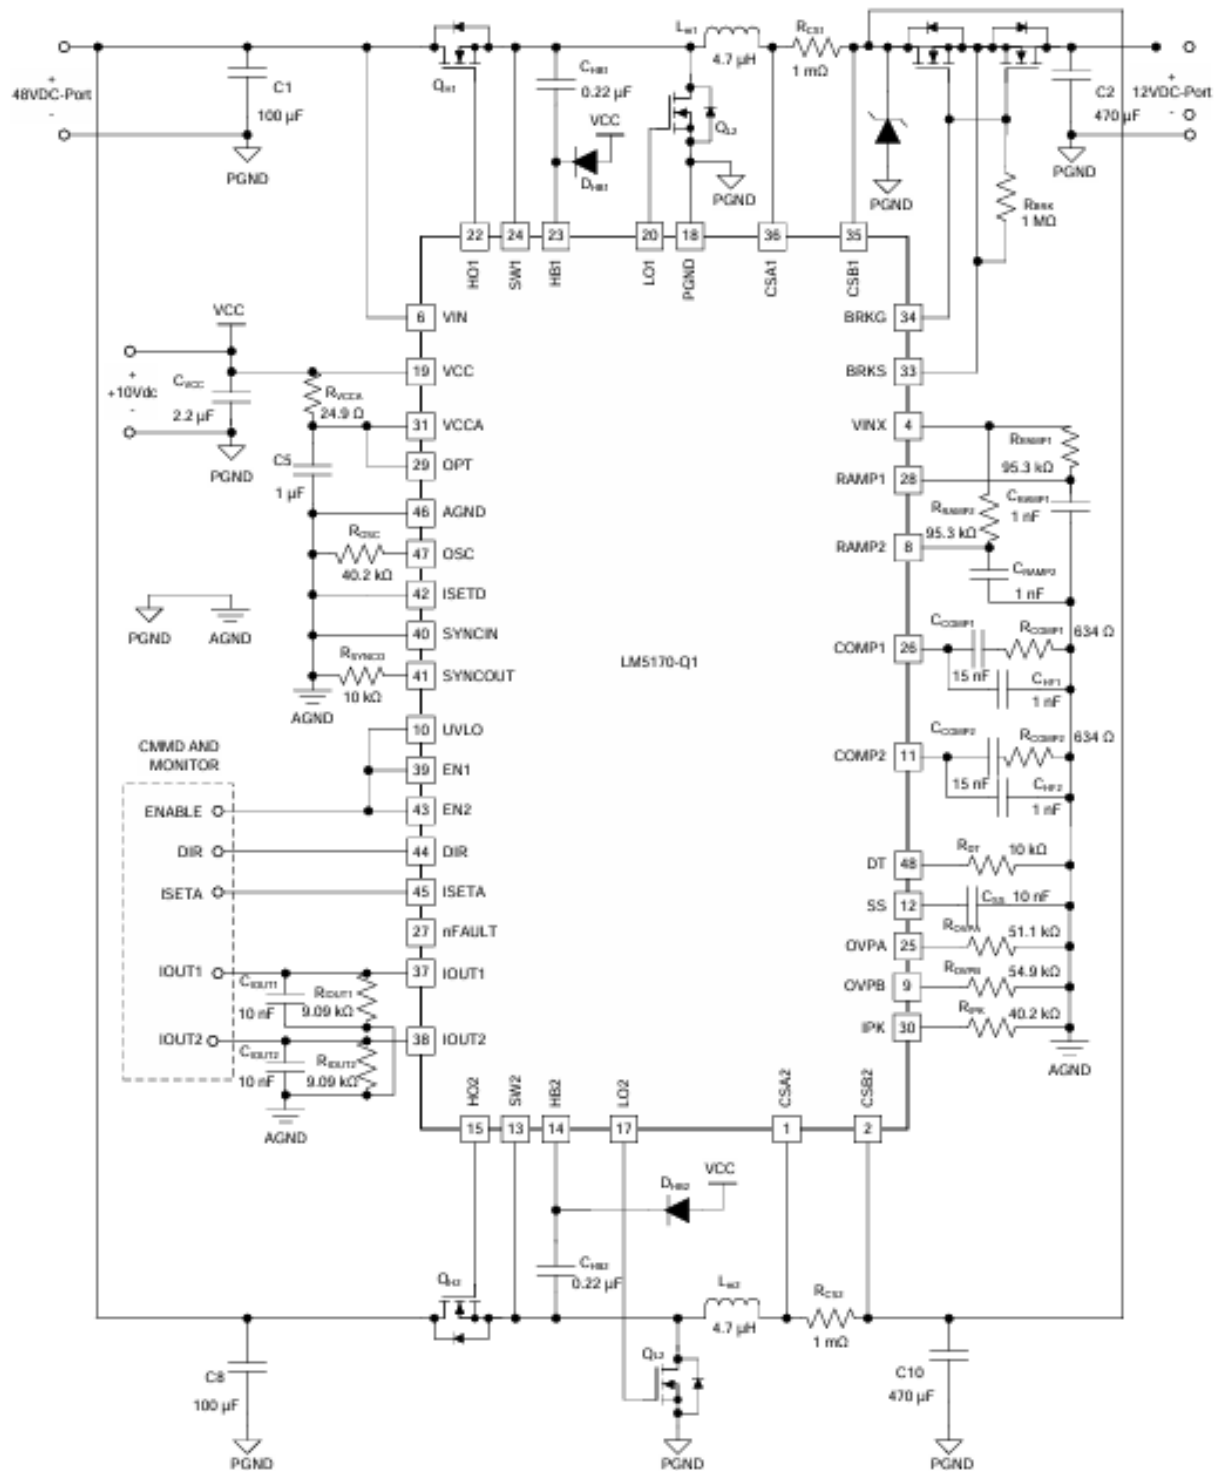 48VDC-Port
+
-
C1
100 µF
PGND
QH1
CHB1
0.22 µF
VCC
DHB1
Lm1
4.7 µH
QL2
PGND
RCS1
1 mΩ
PGND
C2
470 µF
12VDC-Port
+
-
PGND
RBRK
1 MΩ
22
24
23
20
18
36
35
HO1
SW1
HB1
LO1
PGND
CSA1
CSB1
VCC
+
+10Vdc
-
CVCC
2.2 µF
PGND
RVCCA
24.9 Ω
C5
1 µF
ROSC
40.2 kΩ
RSYNCO
10 kΩ
AGND
PGND
AGND
6 VIN
19 VCC
31 VCCA
29 OPT
46 AGND
47 OSC
42 ISETD
40 SYNCIN
41 SYNCOUT
10 UVLO
39 EN1
43 EN2
44 DIR
45 ISETA
27 nFAULT
37 IOUT1
38 IOUT2
LM5170-Q1
BRKG 34
BRKS 33
VINX 4
RAMP1 28
RAMP2 8
COMP1 26
COMP2 11
DT 48
SS 12
OVPA 25
OVPB 9
IPK 30
RRAMP1
95.3 kΩ
CRAMP1
1 nF
RRAMP2
95.3 kΩ
CRAMP2
1 nF
CCOMP1
RCOMP1
634 Ω
15 nF
CHF1
1 nF
CCOMP2
RCOMP2
634 Ω
15 nF
CHF2
1 nF
RDT
10 kΩ
CSS
10 nF
ROVPA
51.1 kΩ
ROVPB
54.9 kΩ
RIPK
40.2 kΩ
AGND
CMMD AND
MONITOR
ENABLE
DIR
ISETA
IOUT1
IOUT2
CIOUT1
10 nF
RIOUT1
9.09 kΩ
CIOUT2
10 nF
RIOUT2
9.09 kΩ
AGND
HO2
SW2
HB2
LO2
CSA2
CSB2
15
13
14
17
1
2
DHB2
VCC
CHB2
0.22 µF
QH2
Lm2
4.7 µH
RCS2
1 mΩ
QL2
C8
100 µF
PGND
PGND
C10
470 µF
PGND